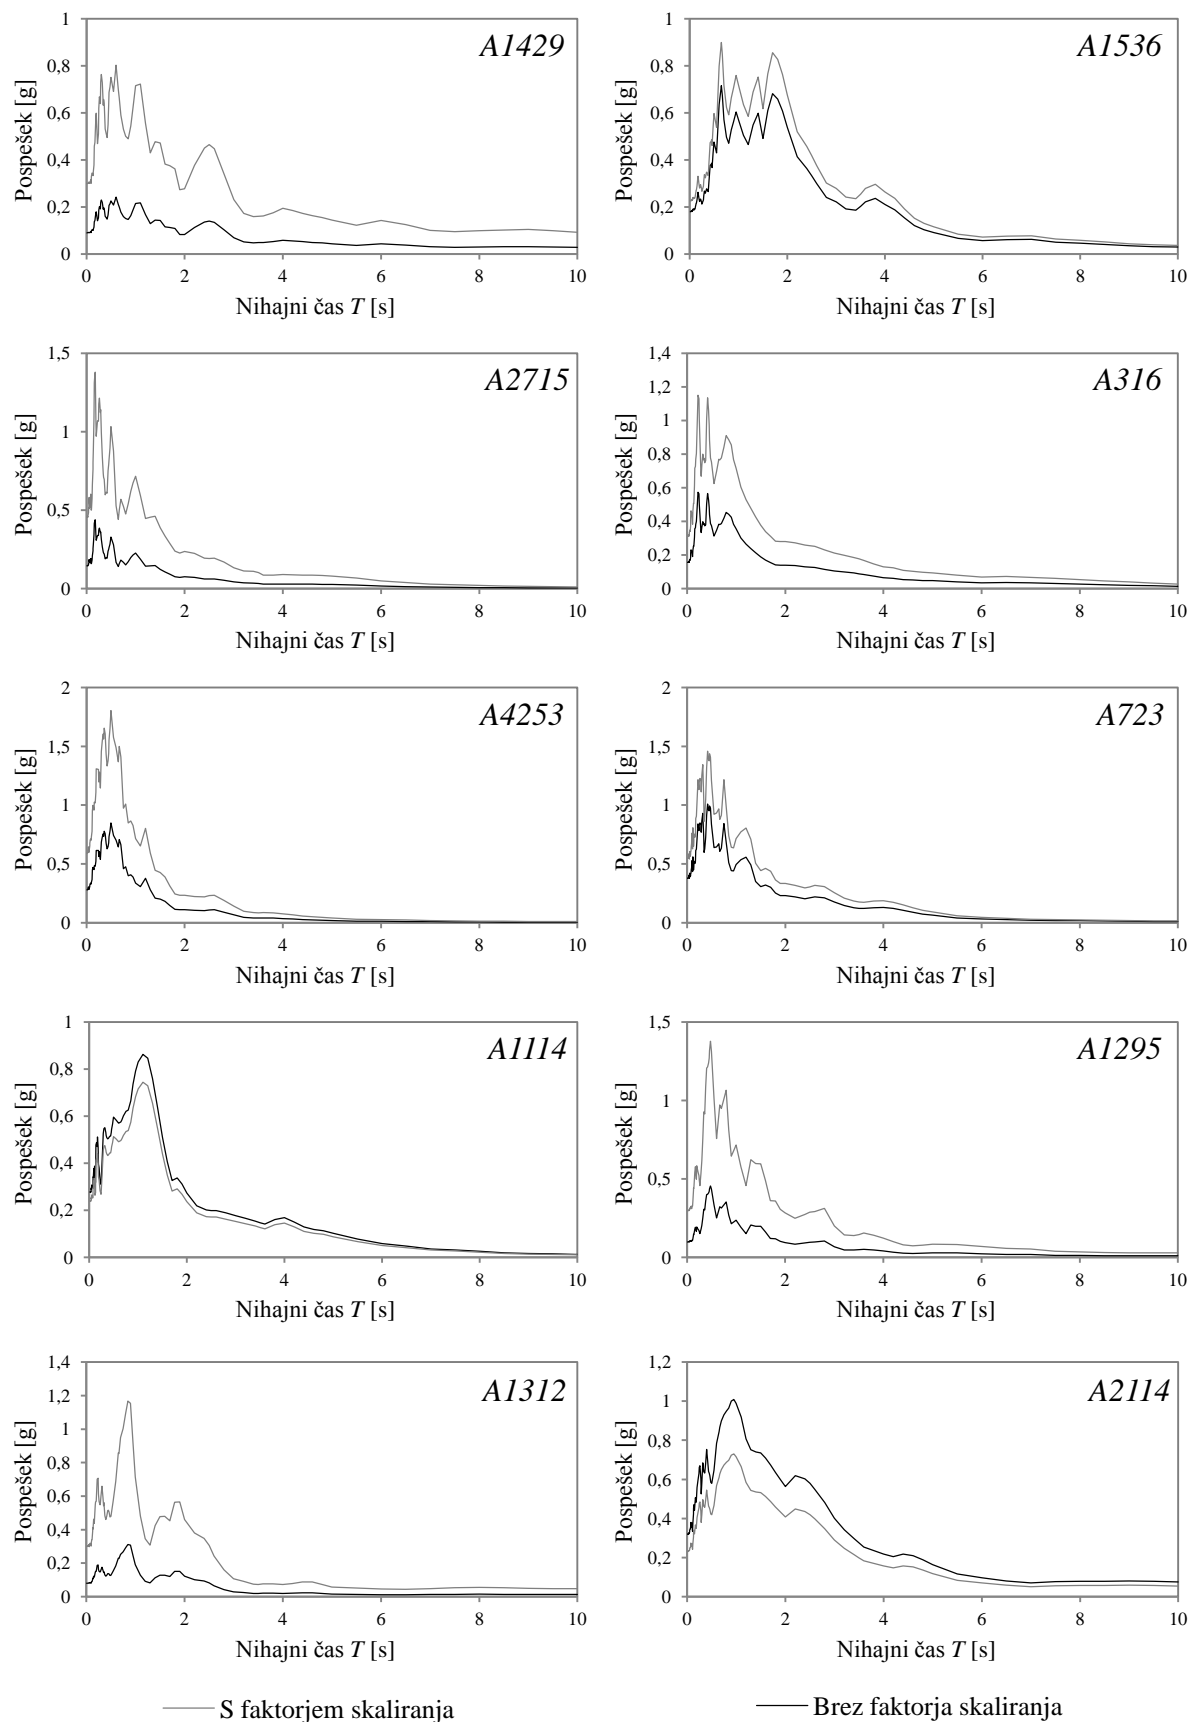 A1429
Pospešek [g]
1
0,8
0,6
0,4
0,2
0
0 2 4 6 8 10
Nihajni čas T [s]
A1536
Pospešek [g]
1
0,8
0,6
0,4
0,2
0
0 2 4 6 8 10
Nihajni čas T [s]
A2715
Pospešek [g]
1,5
1
0,5
0
0 2 4 6 8 10
Nihajni čas T [s]
A316
Pospešek [g]
1,4
1,2
1
0,8
0,6
0,4
0,2
0
0 2 4 6 8 10
Nihajni čas T [s]
A4253
Pospešek [g]
2
1,5
1
0,5
0
0 2 4 6 8 10
Nihajni čas T [s]
A723
Pospešek [g]
2
1,5
1
0,5
0
0 2 4 6 8 10
Nihajni čas T [s]
A1114
Pospešek [g]
1
0,8
0,6
0,4
0,2
0
0 2 4 6 8 10
Nihajni čas T [s]
A1295
Pospešek [g]
1,5
1
0,5
0
0 2 4 6 8 10
Nihajni čas T [s]
A1312
Pospešek [g]
1,4
1,2
1
0,8
0,6
0,4
0,2
0
0 2 4 6 8 10
Nihajni čas T [s]
A2114
Pospešek [g]
1,2
1
0,8
0,6
0,4
0,2
0
0 2 4 6 8 10
Nihajni čas T [s]
S faktorjem skaliranja
Brez faktorja skaliranja